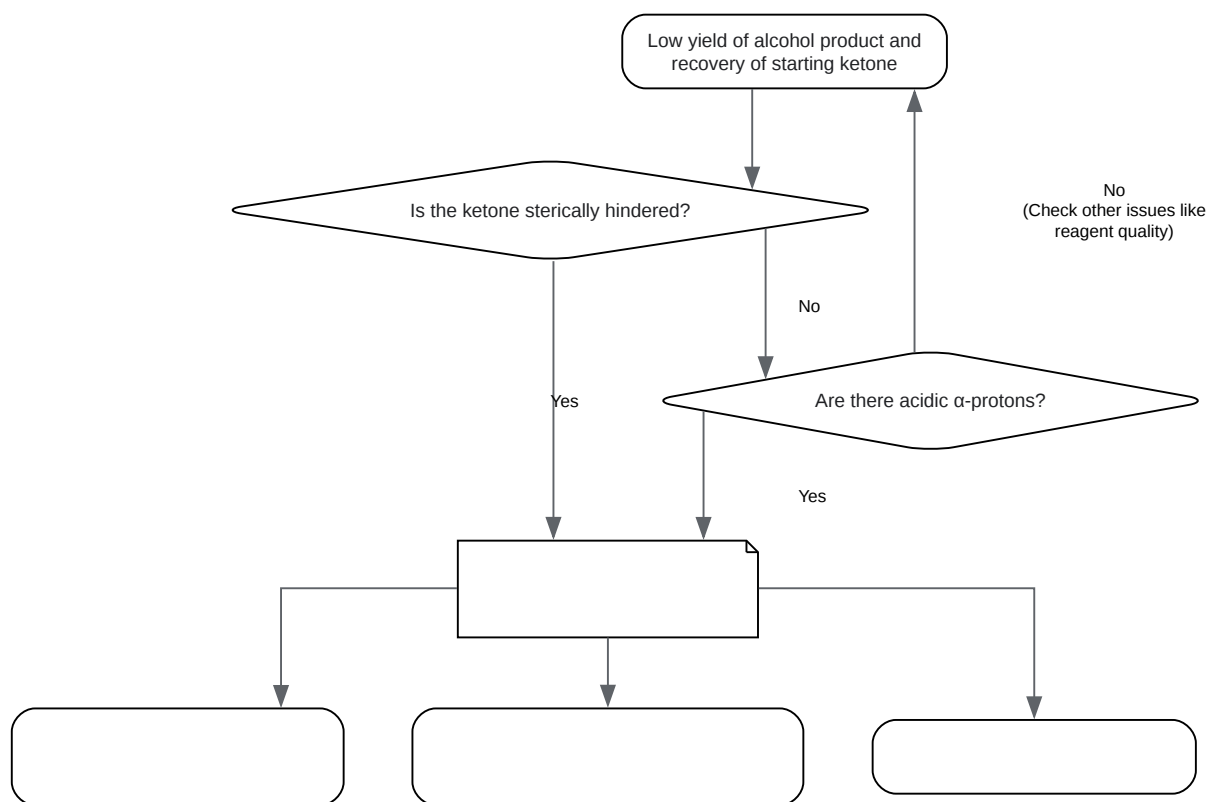 Low yield of alcohol product and
recovery of starting ketone
Is the ketone sterically hindered?
No
(Check other issues like
reagent quality)
No
Yes
Are there acidic α-protons?
Yes